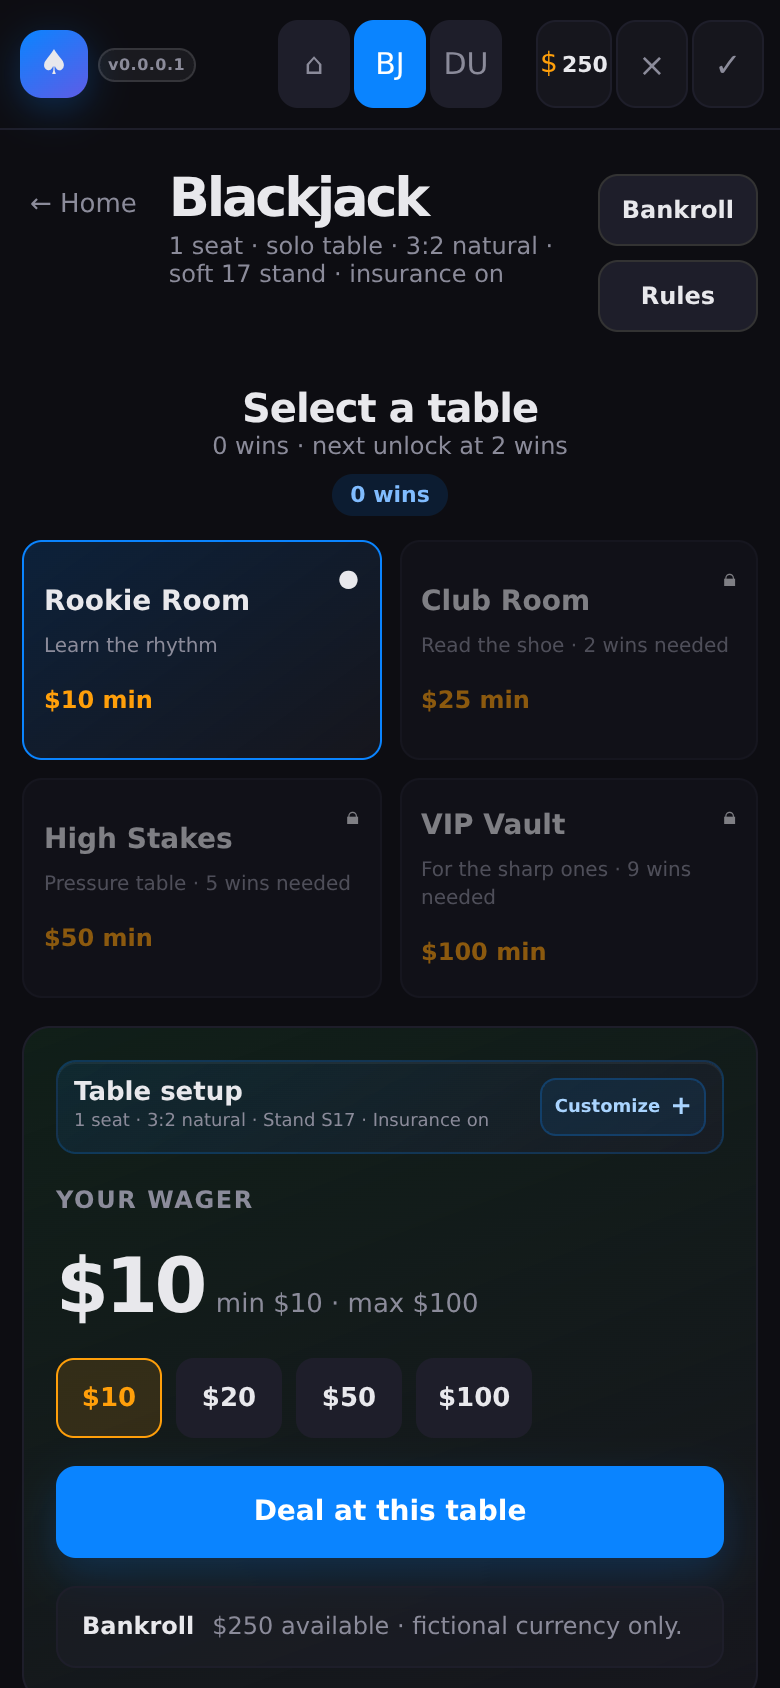 ♠ v0.0.0.1 ⌂ BJ DU $ 250 × ✓
← Home
Blackjack
1 seat · solo table · 3:2 natural ·
soft 17 stand · insurance on
Bankroll
Rules
Select a table
0 wins · next unlock at 2 wins
0 wins
Rookie Room
Learn the rhythm
$10 min
Club Room
Read the shoe · 2 wins needed
$25 min
High Stakes
Pressure table · 5 wins needed
$50 min
VIP Vault
For the sharp ones · 9 wins
needed
$100 min
Table setup
1 seat · 3:2 natural · Stand S17 · Insurance on
Customize +
YOUR WAGER
$10 min $10 · max $100
$10 $20 $50 $100
Deal at this table
Bankroll $250 available · fictional currency only.